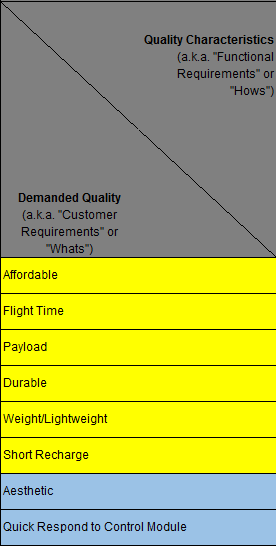 Quality Characteristics
(a.k.a. "Functional
Requirements" or
"Hows")
Demanded Quality
(a.k.a. "Customer
Requirements" or
"Whats")
Affordable
Flight Time
Payload
Durable
Weight/Lightweight
Short Recharge
Aesthetic
Quick Respond to Control Module